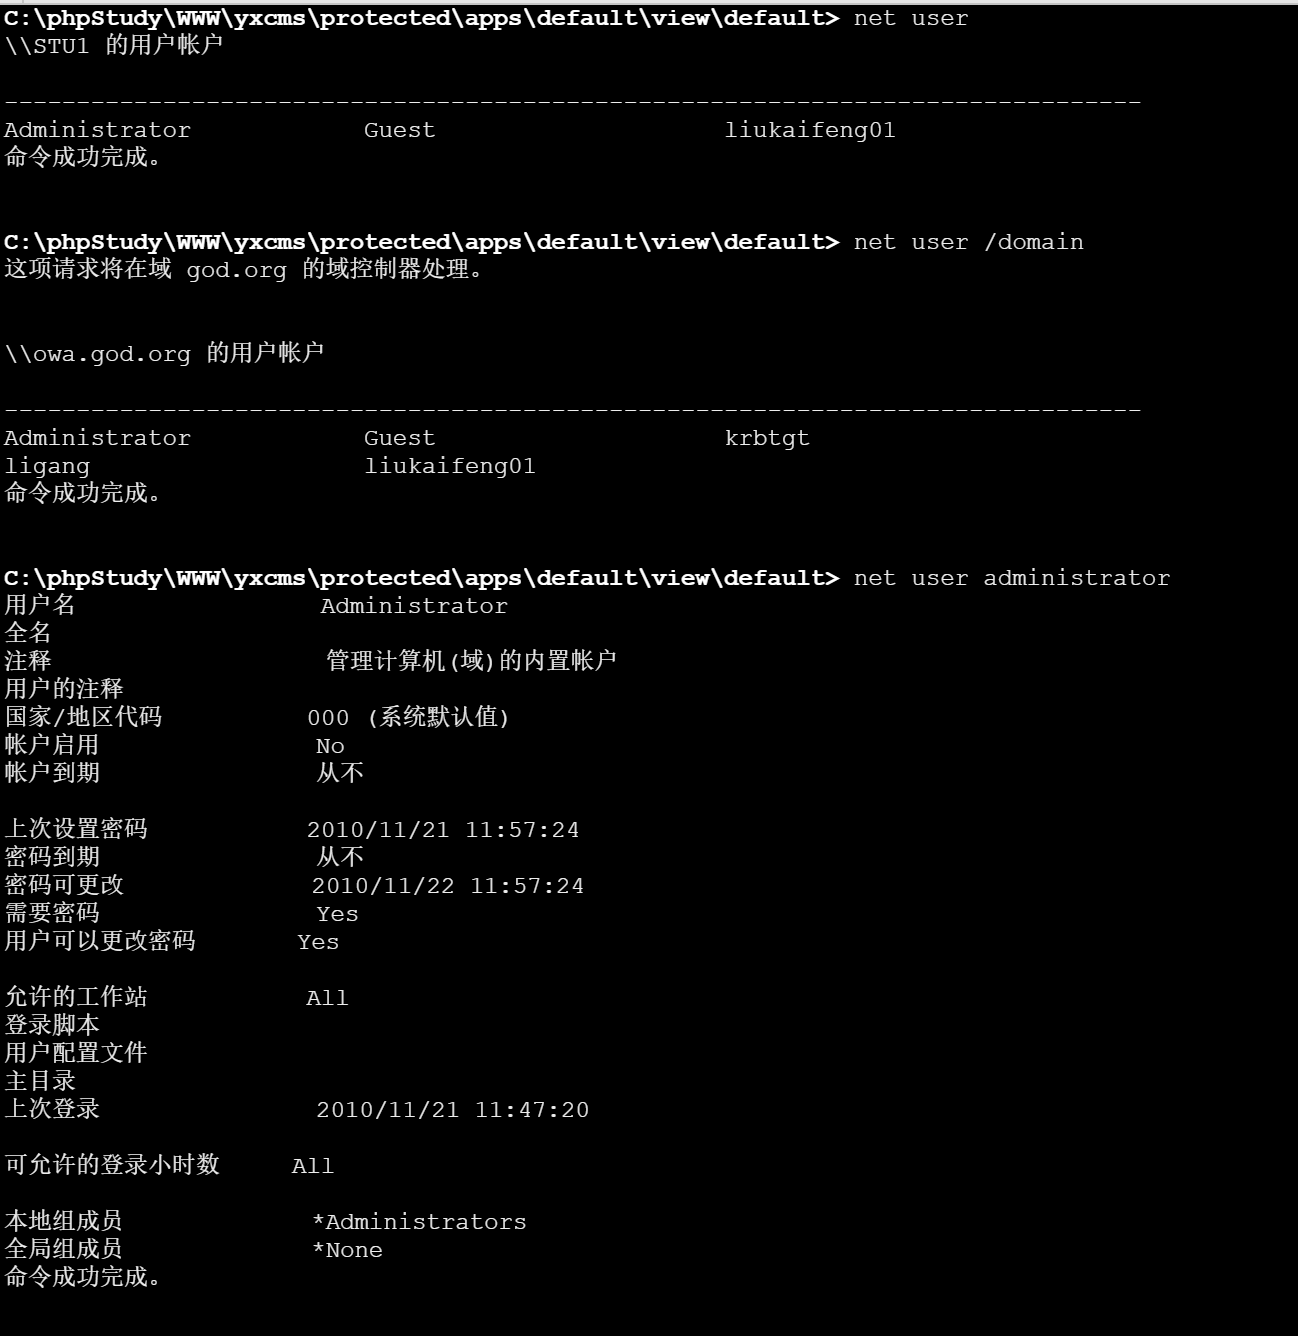 C:\phpStudy\WWW\yxcms\protected\apps\default\view\default> net user
\\STU1 的用户帐户
-------------------------------------------------------------------------------
Administrator            Guest                    liukaifeng01
命令成功完成。
C:\phpStudy\WWW\yxcms\protected\apps\default\view\default> net user /domain
这项请求将在域 god.org 的域控制器处理。
\\owa.god.org 的用户帐户
-------------------------------------------------------------------------------
Administrator            Guest                    krbtgt
ligang                   liukaifeng01
命令成功完成。
C:\phpStudy\WWW\yxcms\protected\apps\default\view\default> net user administrator
用户名                 Administrator
全名
注释                   管理计算机(域)的内置帐户
用户的注释
国家/地区代码          000 (系统默认值)
帐户启用               No
帐户到期               从不
上次设置密码           2010/11/21 11:57:24
密码到期               从不
密码可更改             2010/11/22 11:57:24
需要密码               Yes
用户可以更改密码       Yes
允许的工作站           All
登录脚本
用户配置文件
主目录
上次登录               2010/11/21 11:47:20
可允许的登录小时数     All
本地组成员             *Administrators
全局组成员             *None
命令成功完成。